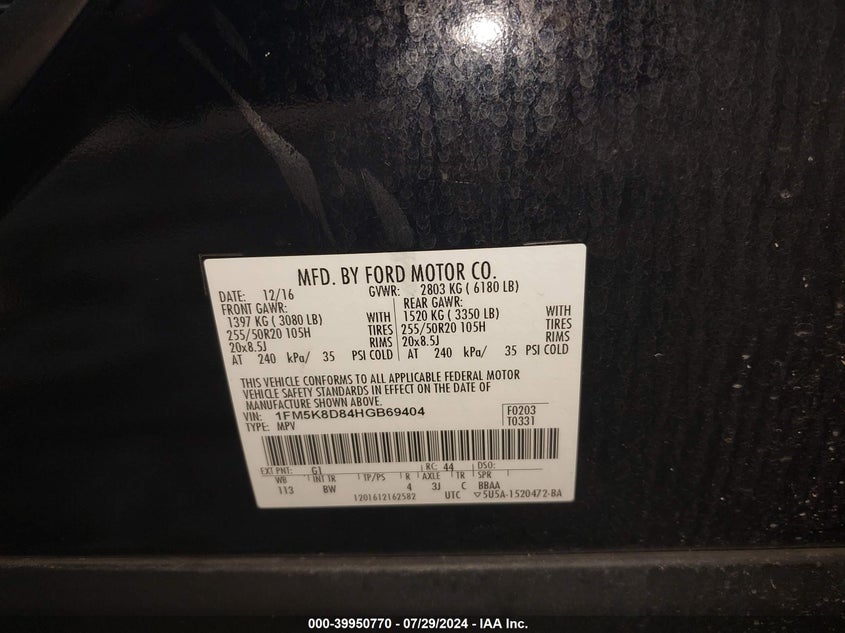 MFD. BY FORD MOTOR CO.
DATE: 12/16 GVWR: 2803 KG ( 6180 LB)
FRONT GAWR: REAR GAWR:
1397 KG ( 3080 LB) WITH 1520 KG ( 3350 LB) WITH
255/50R20 105H TIRES 255/50R20 105H TIRES
20x8.5J RIMS 20x8.5J RIMS
AT 240 kPa/ 35 PSI COLD AT 240 kPa/ 35 PSI COLD
THIS VEHICLE CONFORMS TO ALL APPLICABLE FEDERAL MOTOR
VEHICLE SAFETY STANDARDS IN EFFECT ON THE DATE OF
MANUFACTURE SHOWN ABOVE.
VIN: 1FM5K8D84HGB69404 F0203
TYPE: MPV T0331
EXT PNT: G1 RC: 44 DSO:
WB INT TR TP/PS R AXLE TR SPR
113 BW 4 3J C BBAA
1201612162582 UTC ▽5U5A-1520472-BA
000-39950770 - 07/29/2024 - IAA Inc.